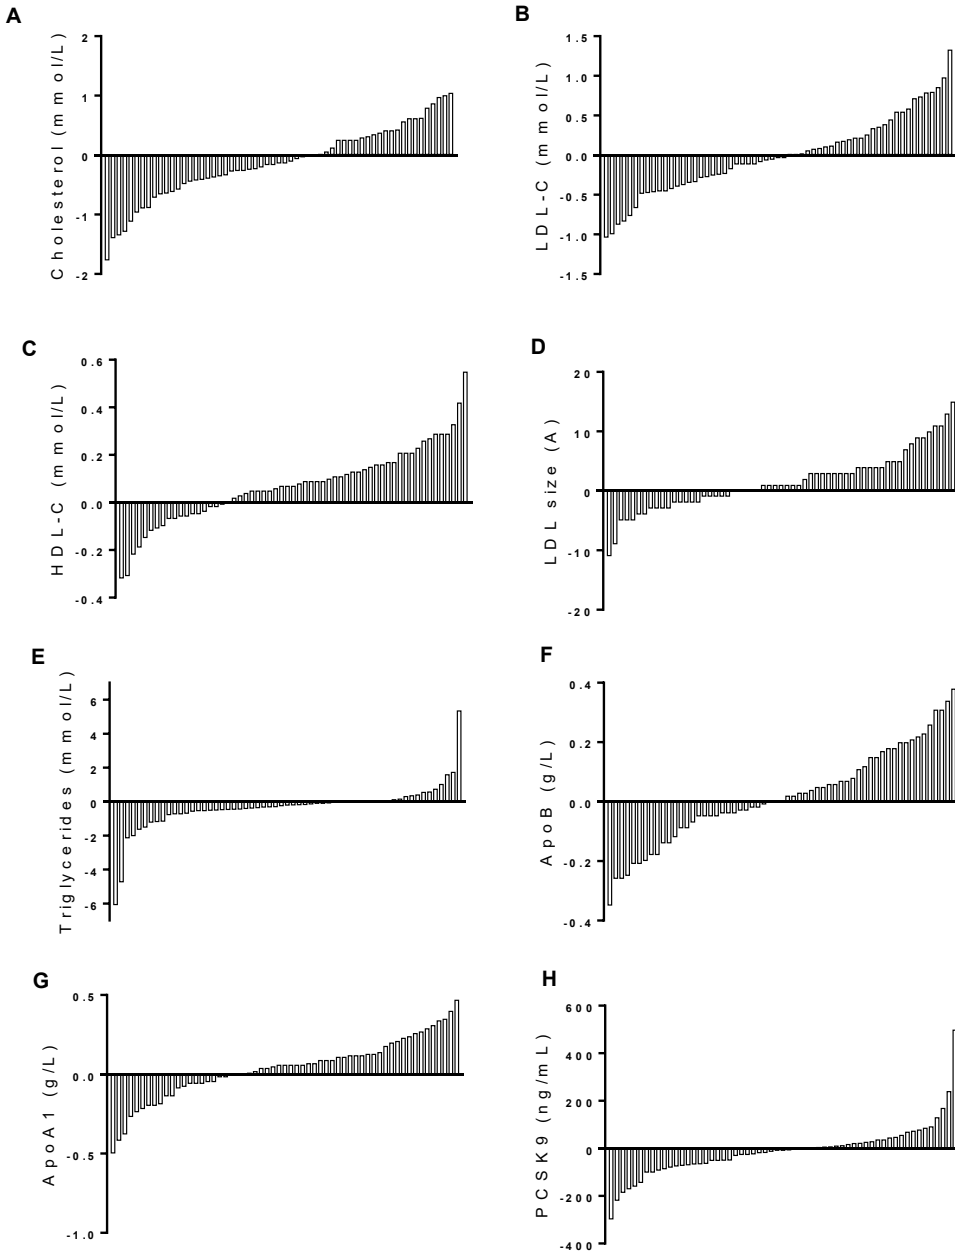 A
Cholesterol (mmol/L)
2
1
0
-1
-2
B
LDL-C (mmol/L)
1.5
1.0
0.5
0.0
-0.5
-1.0
-1.5
C
HDL-C (mmol/L)
0.6
0.4
0.2
0.0
-0.2
-0.4
D
LDL size (A)
20
10
0
-10
-20
E
Triglycerides (mmol/L)
6
4
2
0
-2
-4
-6
F
ApoB (g/L)
0.4
0.2
0.0
-0.2
-0.4
G
ApoA1 (g/L)
0.5
0.0
-0.5
-1.0
H
PCSK9 (ng/mL)
600
400
200
0
-200
-400